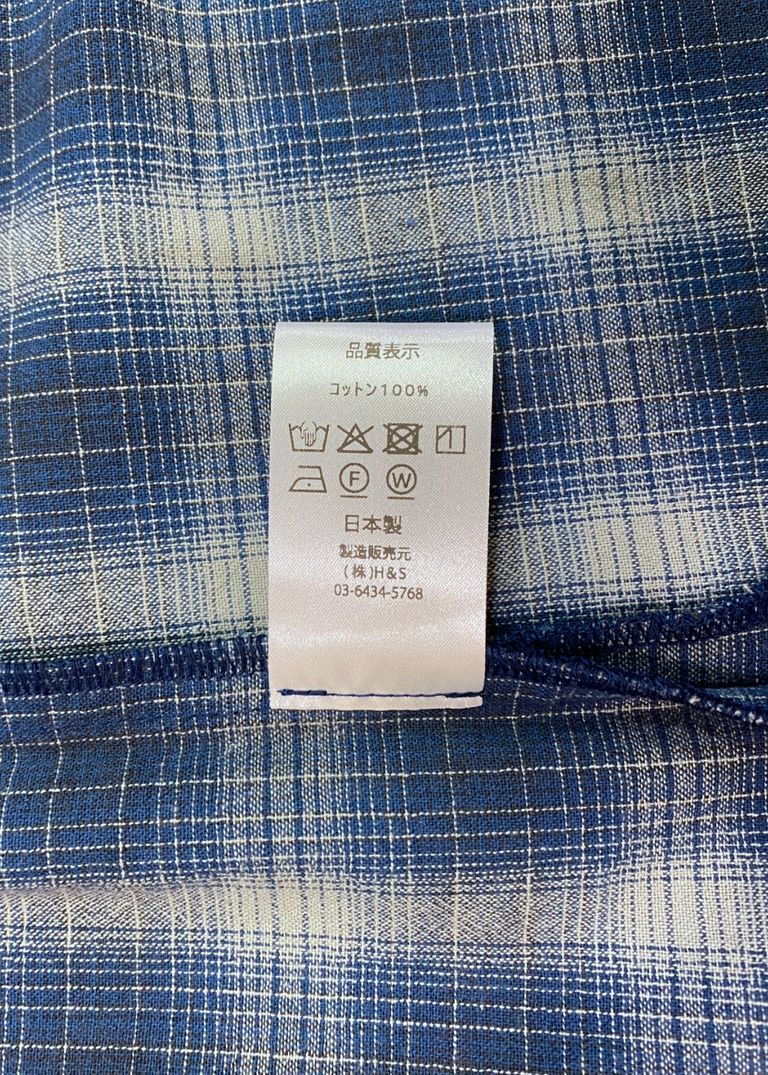 品質表示
コットン100%
F W
日本製
製造販売元
(株)H&S
03-6434-5768